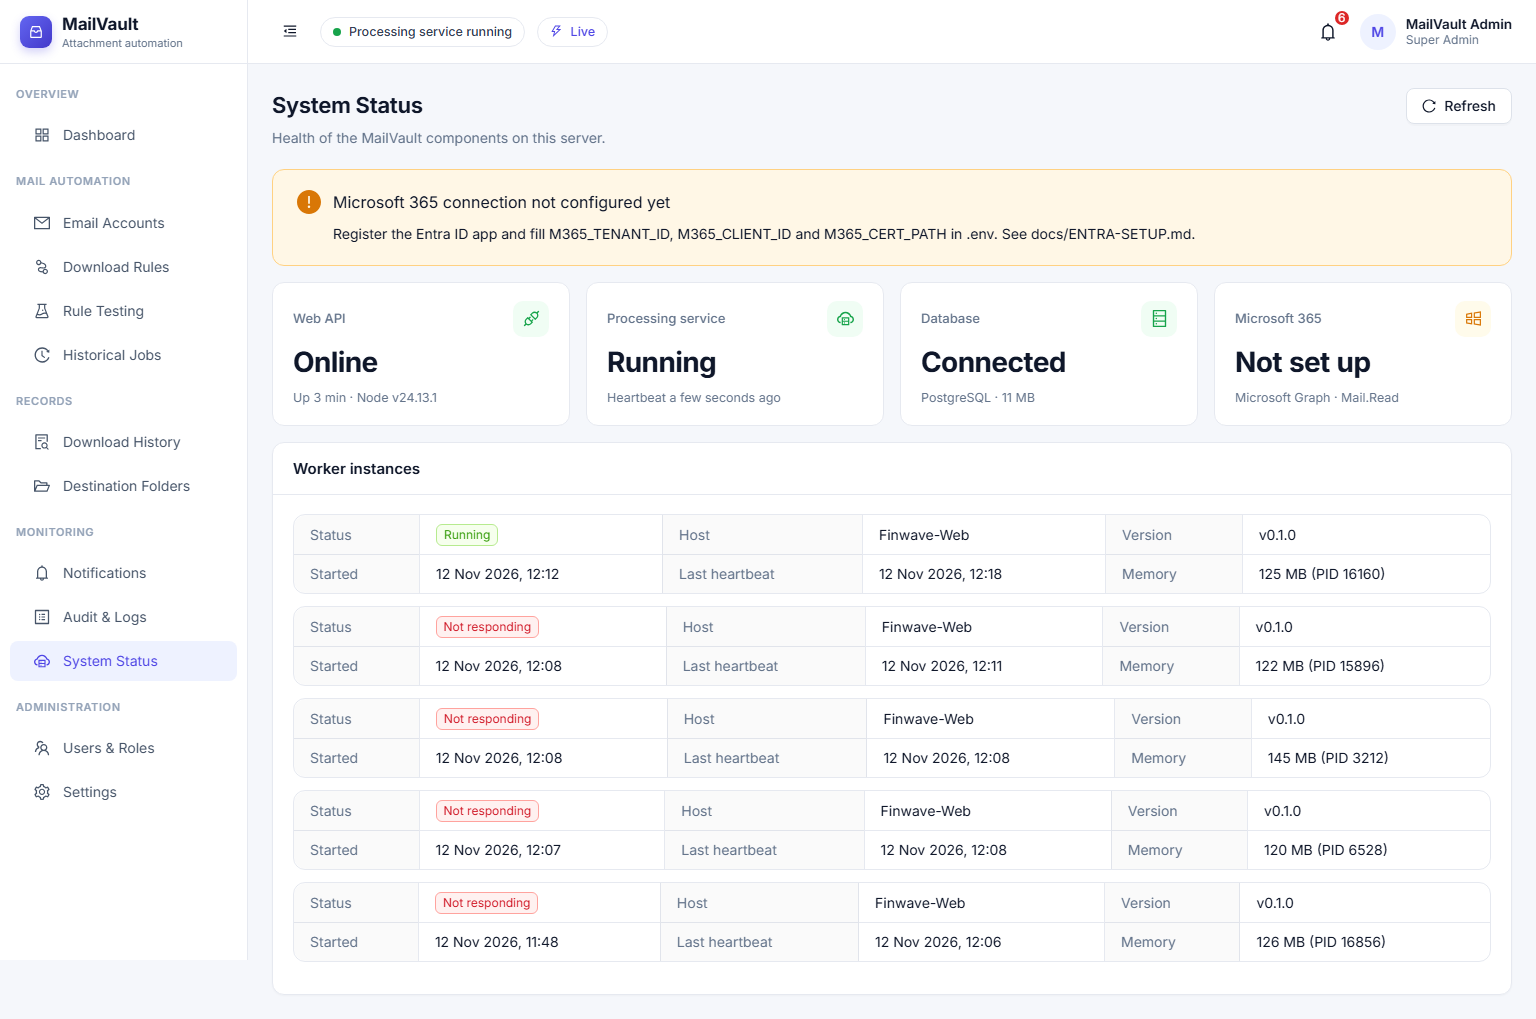 MailVault
Attachment automation
Processing service running
Live
6
M
MailVault Admin
Super Admin
OVERVIEW
Dashboard
MAIL AUTOMATION
Email Accounts
Download Rules
Rule Testing
Historical Jobs
RECORDS
Download History
Destination Folders
MONITORING
Notifications
Audit & Logs
System Status
ADMINISTRATION
Users & Roles
Settings
System Status
Health of the MailVault components on this server.
Refresh
Microsoft 365 connection not configured yet
Register the Entra ID app and fill M365_TENANT_ID, M365_CLIENT_ID and M365_CERT_PATH in .env. See docs/ENTRA-SETUP.md.
Web API
Online
Up 3 min · Node v24.13.1
Processing service
Running
Heartbeat a few seconds ago
Database
Connected
PostgreSQL · 11 MB
Microsoft 365
Not set up
Microsoft Graph · Mail.Read
Worker instances
Status Running Host Finwave-Web Version v0.1.0
Started 12 Nov 2026, 12:12 Last heartbeat 12 Nov 2026, 12:18 Memory 125 MB (PID 16160)
Status Not responding Host Finwave-Web Version v0.1.0
Started 12 Nov 2026, 12:08 Last heartbeat 12 Nov 2026, 12:11 Memory 122 MB (PID 15896)
Status Not responding Host Finwave-Web Version v0.1.0
Started 12 Nov 2026, 12:08 Last heartbeat 12 Nov 2026, 12:08 Memory 145 MB (PID 3212)
Status Not responding Host Finwave-Web Version v0.1.0
Started 12 Nov 2026, 12:07 Last heartbeat 12 Nov 2026, 12:08 Memory 120 MB (PID 6528)
Status Not responding Host Finwave-Web Version v0.1.0
Started 12 Nov 2026, 11:48 Last heartbeat 12 Nov 2026, 12:06 Memory 126 MB (PID 16856)